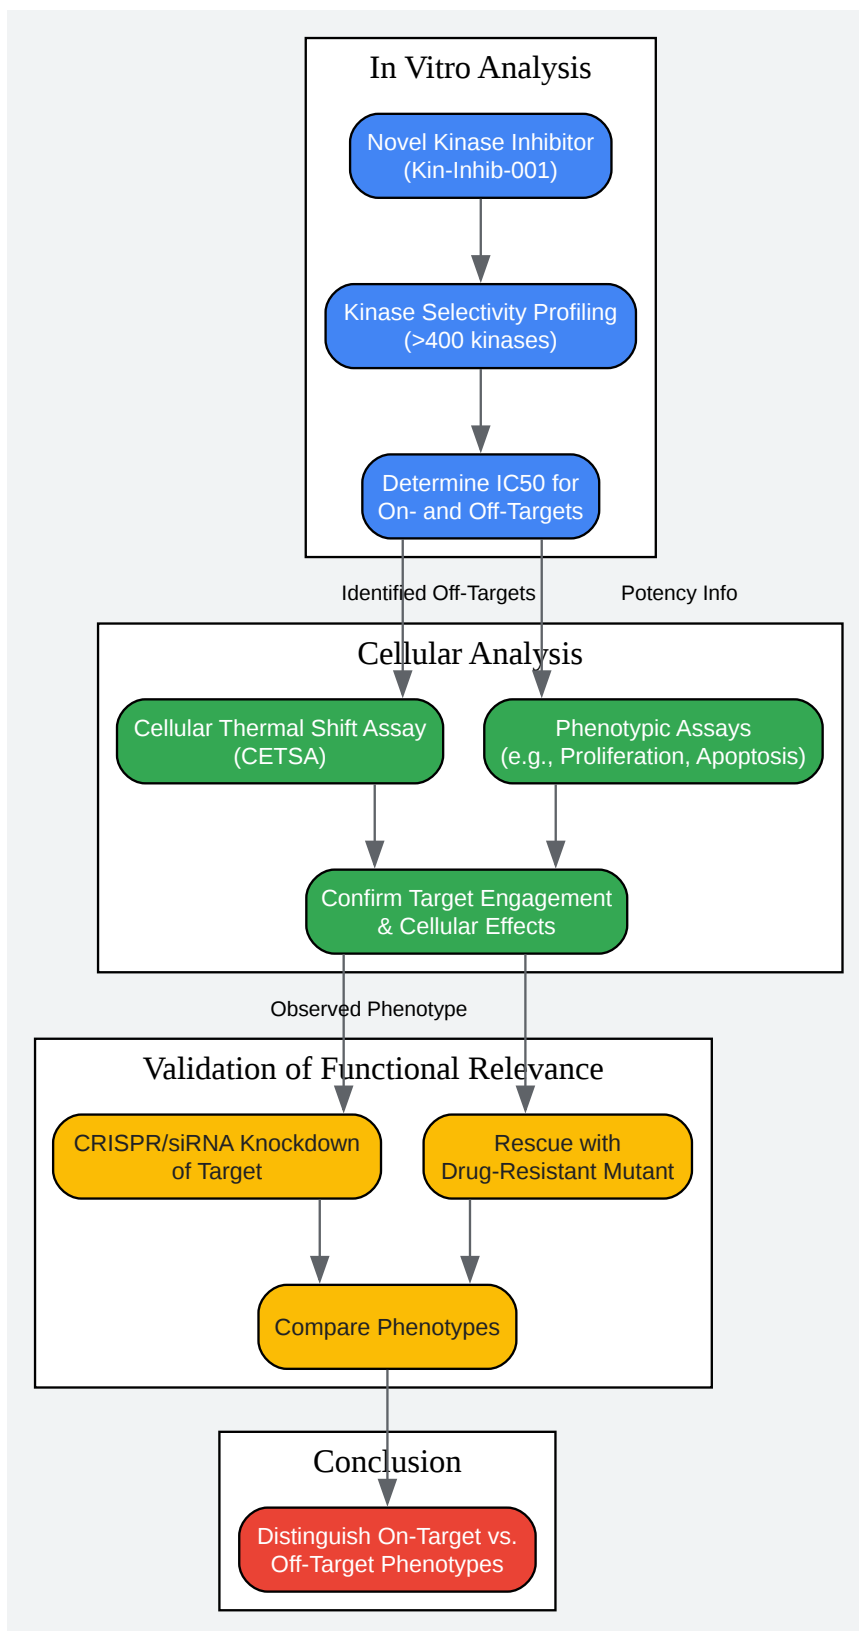 In Vitro Analysis
Novel Kinase Inhibitor
(Kin-Inhib-001)
Kinase Selectivity Profiling
(>400 kinases)
Determine IC50 for
On- and Off-Targets
Identified Off-Targets
Potency Info
Cellular Analysis
Cellular Thermal Shift Assay
(CETSA)
Phenotypic Assays
(e.g., Proliferation, Apoptosis)
Confirm Target Engagement
& Cellular Effects
Observed Phenotype
Validation of Functional Relevance
CRISPR/siRNA Knockdown
of Target
Rescue with
Drug-Resistant Mutant
Compare Phenotypes
Conclusion
Distinguish On-Target vs.
Off-Target Phenotypes